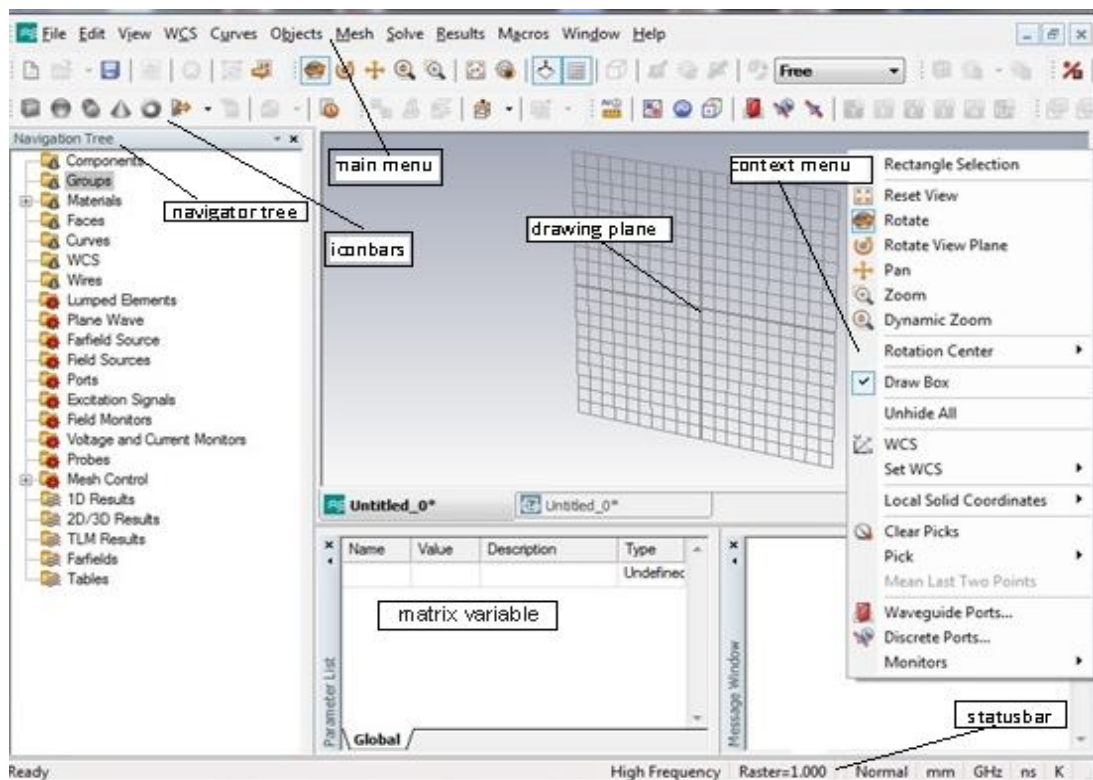 File Edit View WCS Curves Objects Mesh Solve Results Macros Window Help
Free
Navigation Tree
Components
Groups
Materials
Faces
Curves
WCS
Wires
Lumped Elements
Plane Wave
Farfield Source
Field Sources
Ports
Excitation Signals
Field Monitors
Voltage and Current Monitors
Probes
Mesh Control
1D Results
2D/3D Results
TLM Results
Farfields
Tables
main menu
navigator tree
iconbars
drawing plane
context menu
Rectangle Selection
Reset View
Rotate
Rotate View Plane
Pan
Zoom
Dynamic Zoom
Rotation Center
Draw Box
Unhide All
WCS
Set WCS
Local Solid Coordinates
Clear Picks
Pick
Mean Last Two Points
Waveguide Ports...
Discrete Ports...
Monitors
Untitled_0*
Untitled_0*
Name Value Description Type
Undefined
matrix variable
Parameter List
Global
Message Window
statusbar
Ready
High Frequency Raster=1.000 Normal mm GHz ns K